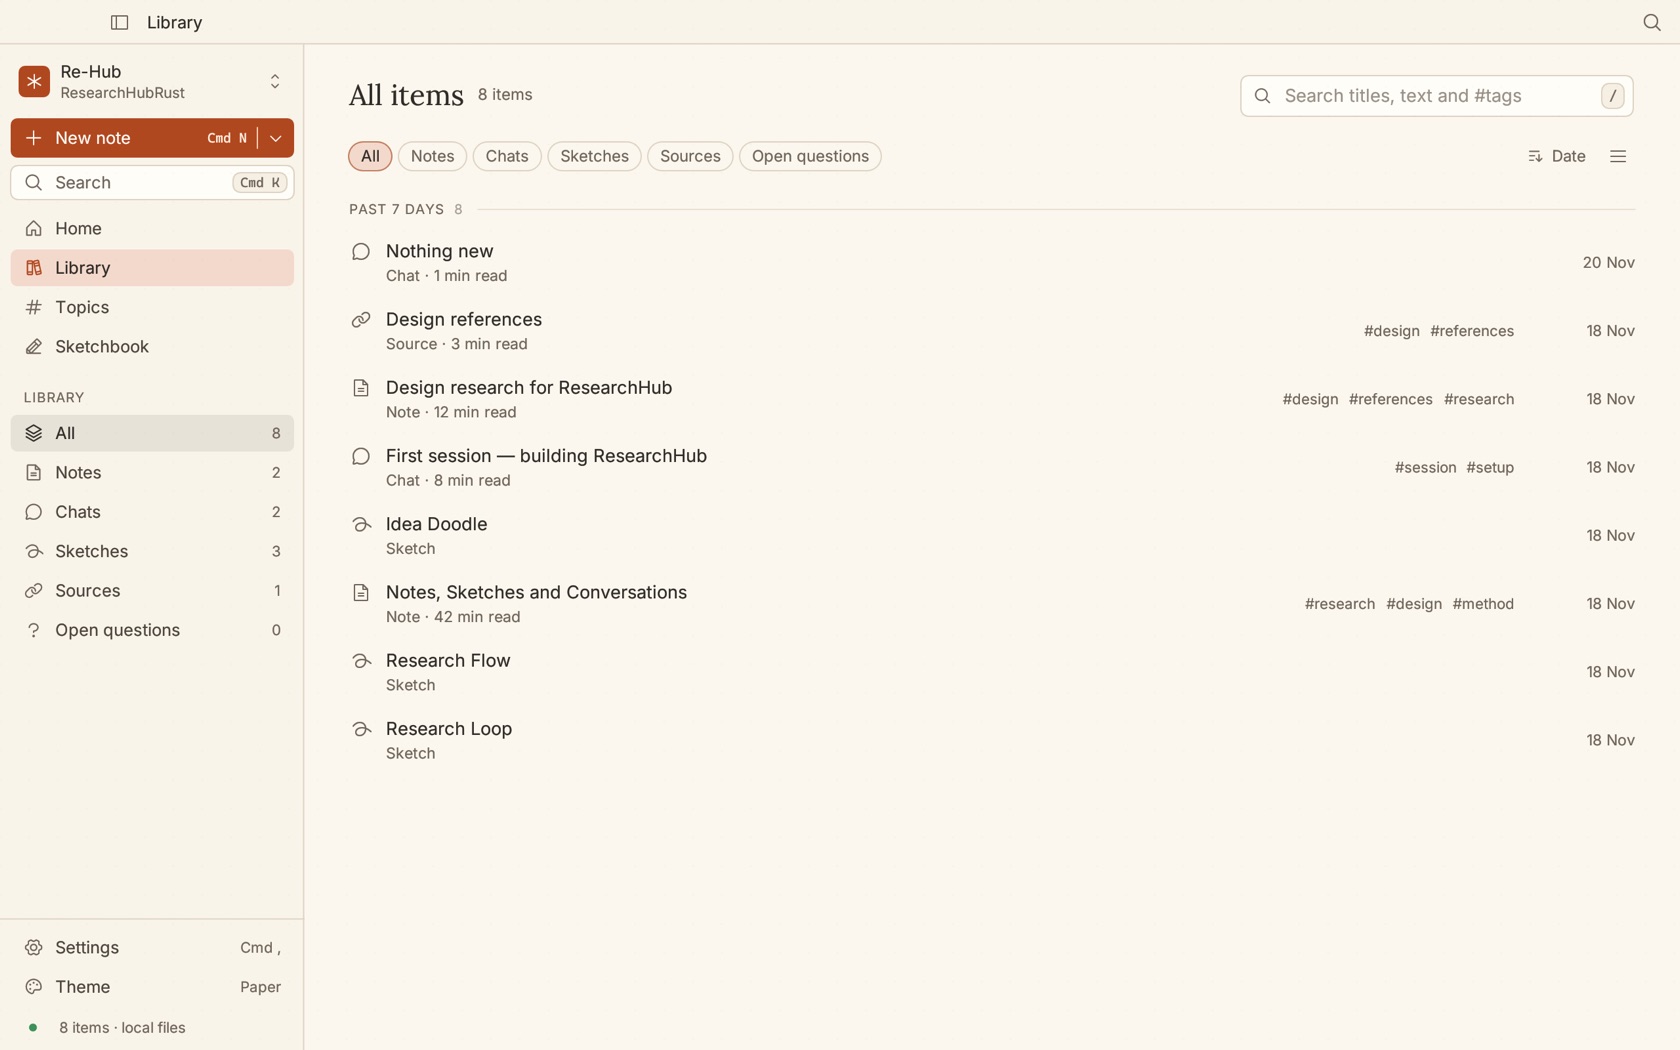 Library
Re-Hub
ResearchHubRust
New note Cmd N
Search Cmd K
Home
Library
Topics
Sketchbook
LIBRARY
All 8
Notes 2
Chats 2
Sketches 3
Sources 1
Open questions 0
Settings Cmd ,
Theme Paper
8 items · local files
All items 8 items
Search titles, text and #tags /
All Notes Chats Sketches Sources Open questions Date
PAST 7 DAYS 8
Nothing new
Chat · 1 min read
20 Nov
Design references
Source · 3 min read
#design #references 18 Nov
Design research for ResearchHub
Note · 12 min read
#design #references #research 18 Nov
First session — building ResearchHub
Chat · 8 min read
#session #setup 18 Nov
Idea Doodle
Sketch
18 Nov
Notes, Sketches and Conversations
Note · 42 min read
#research #design #method 18 Nov
Research Flow
Sketch
18 Nov
Research Loop
Sketch
18 Nov